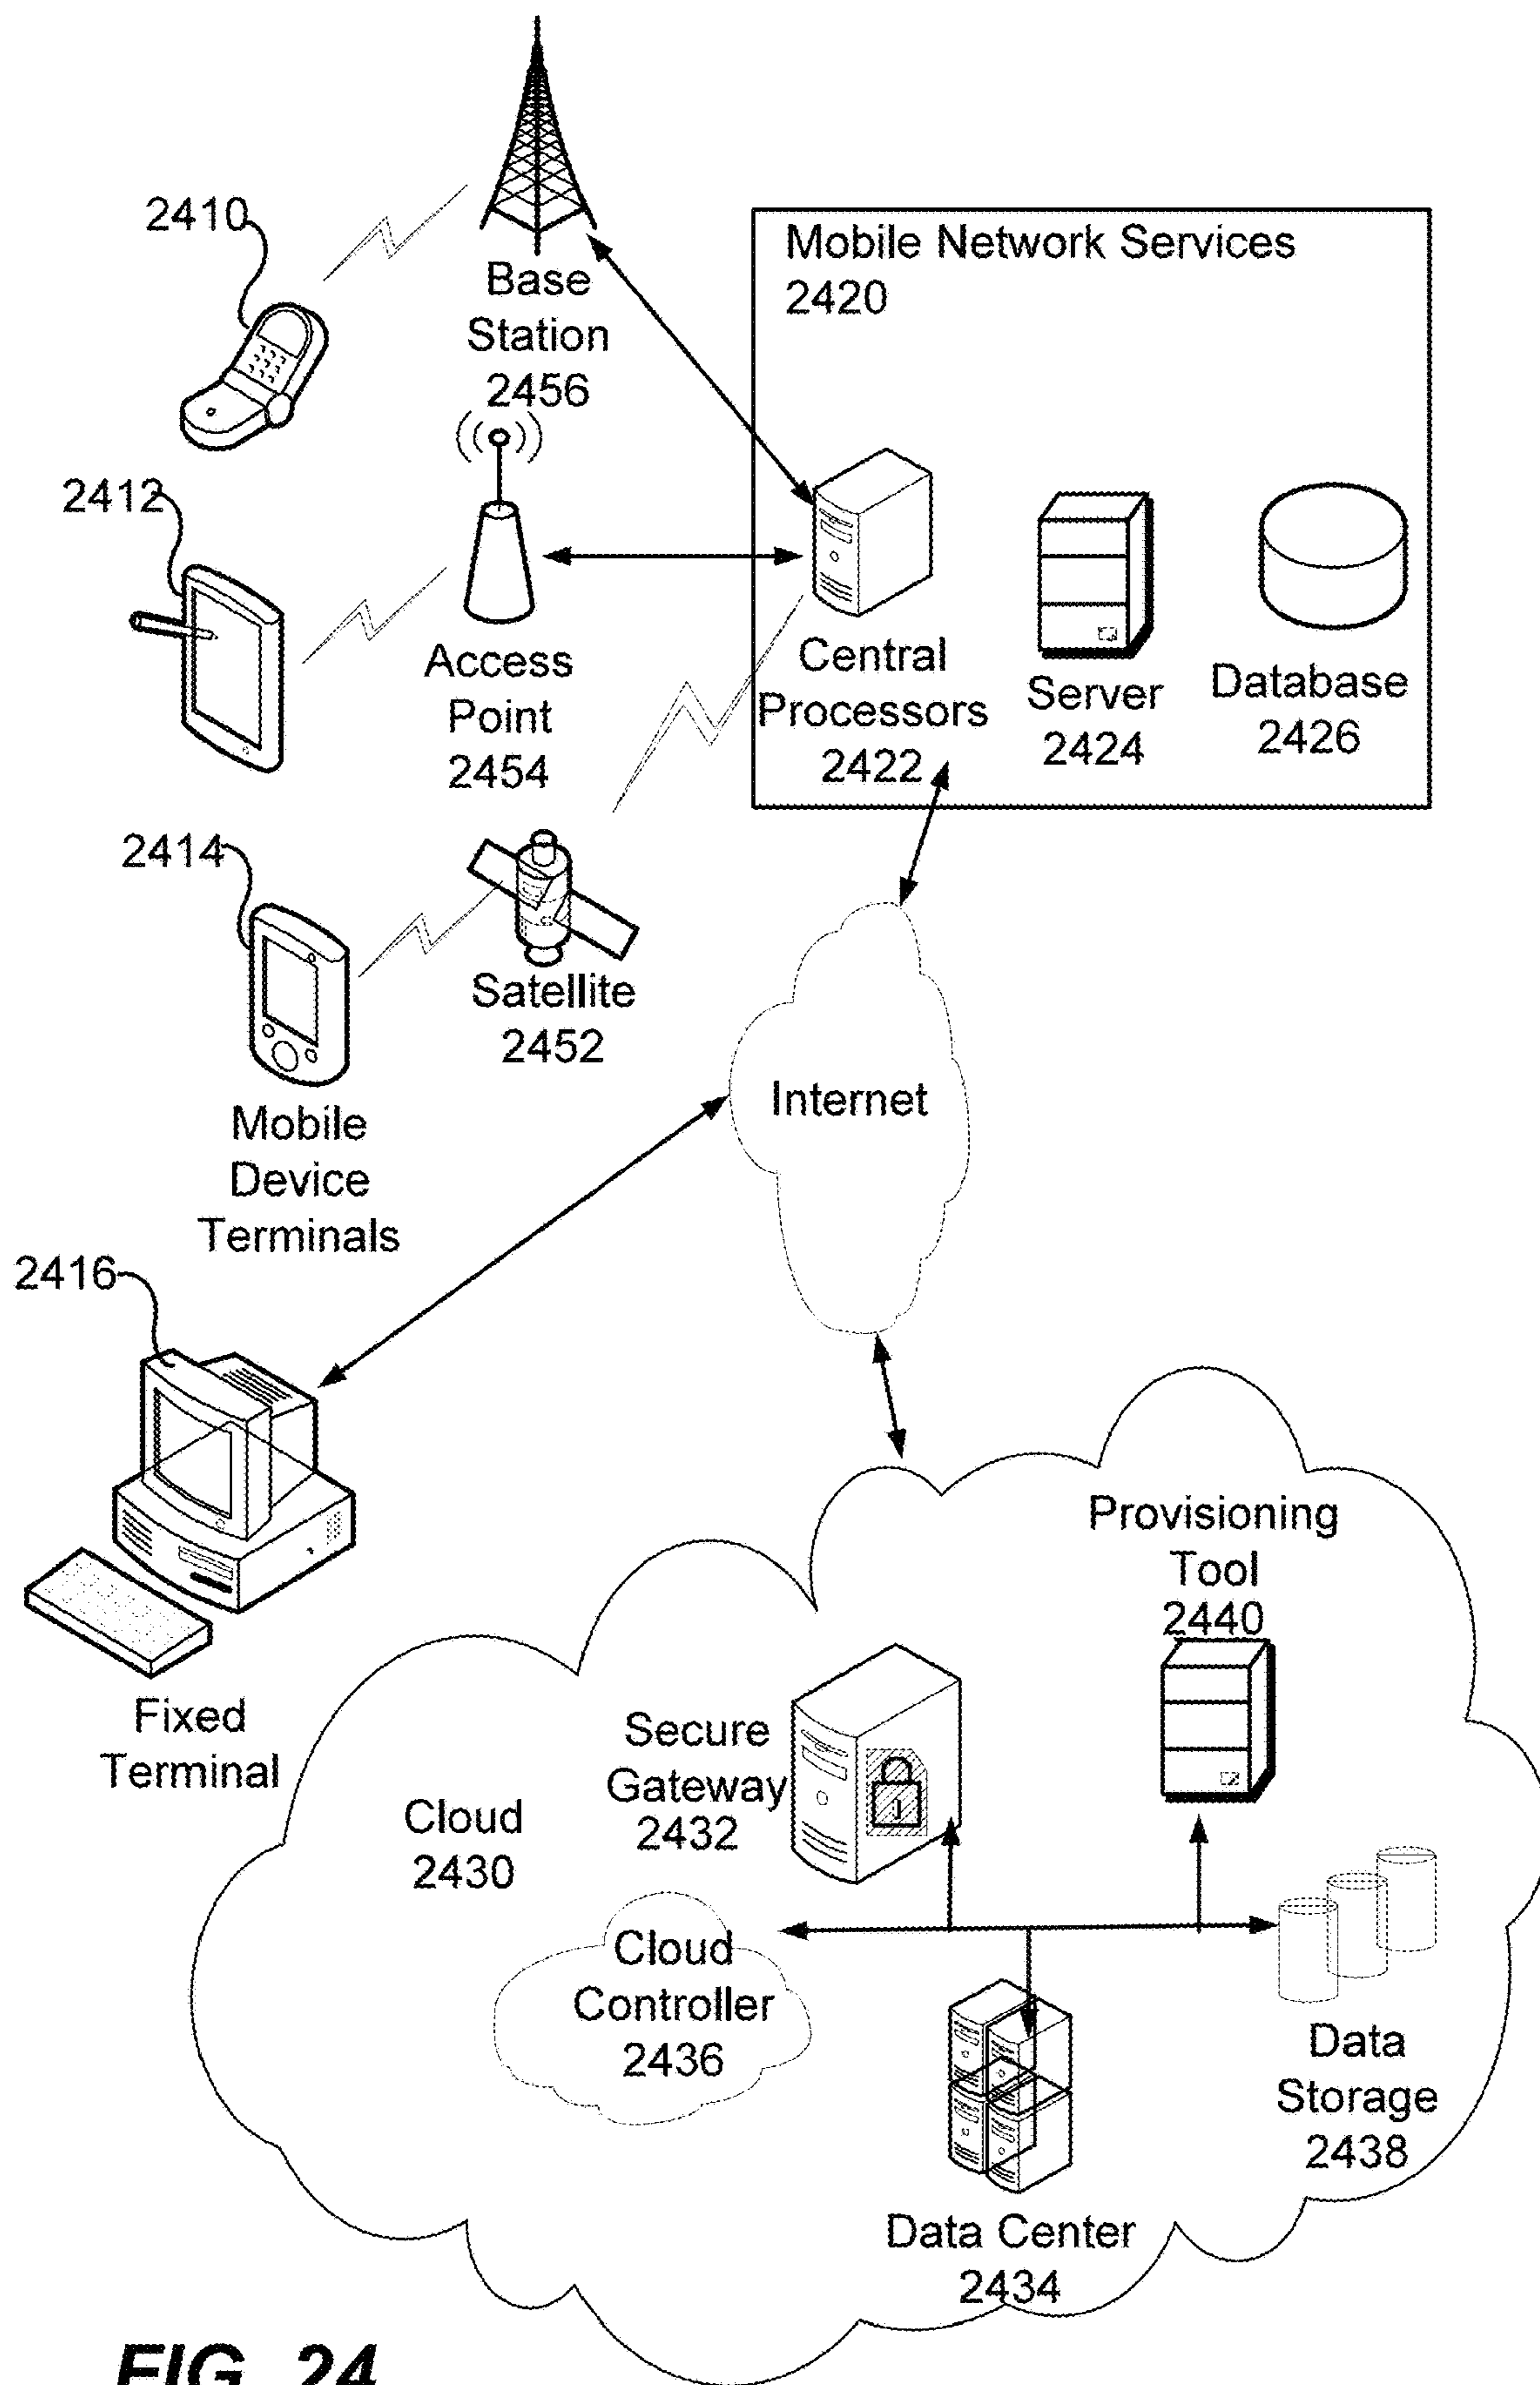 2410
Base
Station
2456
Mobile Network Services
2420
2412
Access
Point
2454
Central
Processors
2422
Server
2424
Database
2426
2414
Satellite
2452
Mobile
Device
Terminals
Internet
2416
Fixed
Terminal
Provisioning
Tool
2440
Secure
Gateway
2432
Cloud
2430
Cloud
Controller
2436
Data
Storage
2438
Data Center
2434
FIG. 24